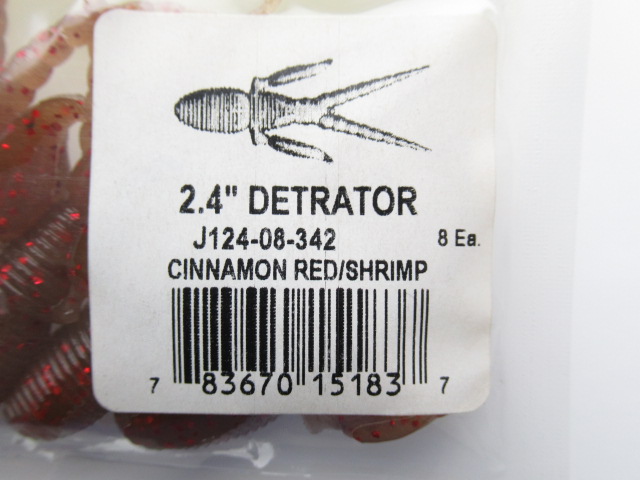 2.4" DETRATOR
J124-08-342 8 Ea.
CINNAMON RED/SHRIMP
7 83670 15183 7